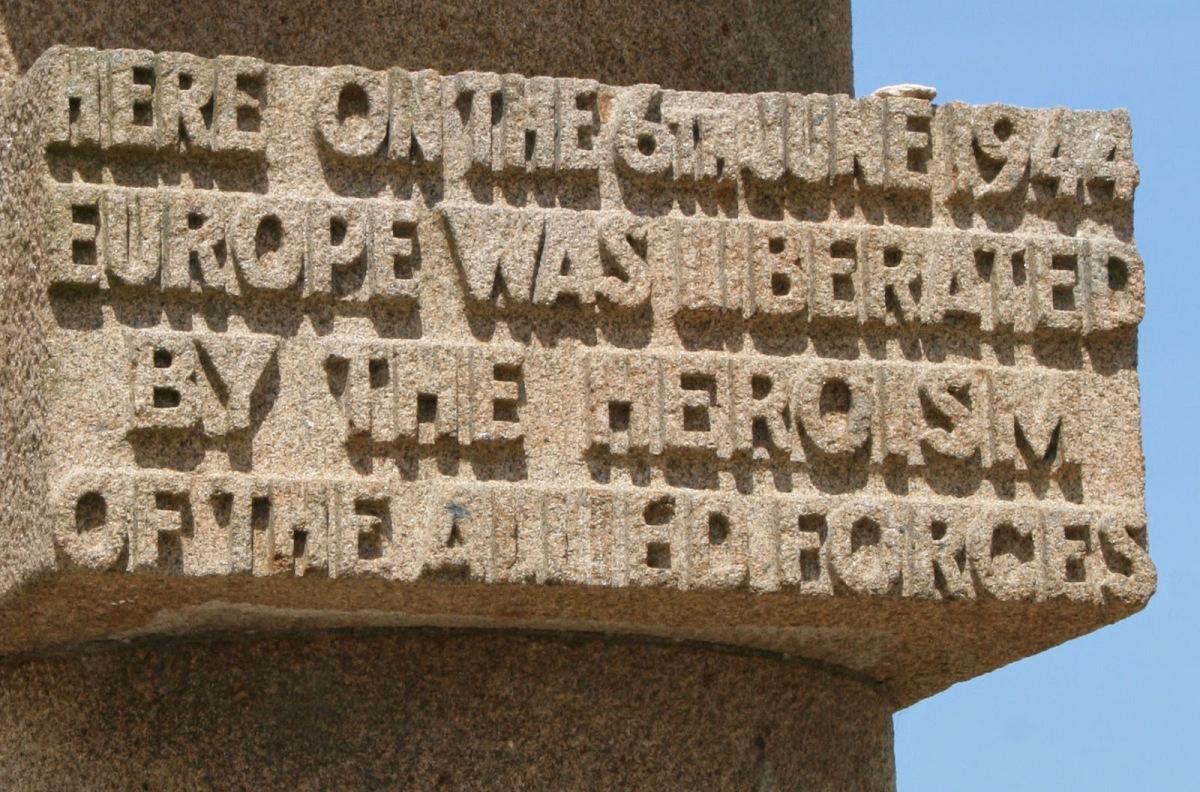 HERE ON THE 6TH JUNE 1944
EUROPE WAS LIBERATED
BY THE HEROISM
OF THE ALLIED FORCES